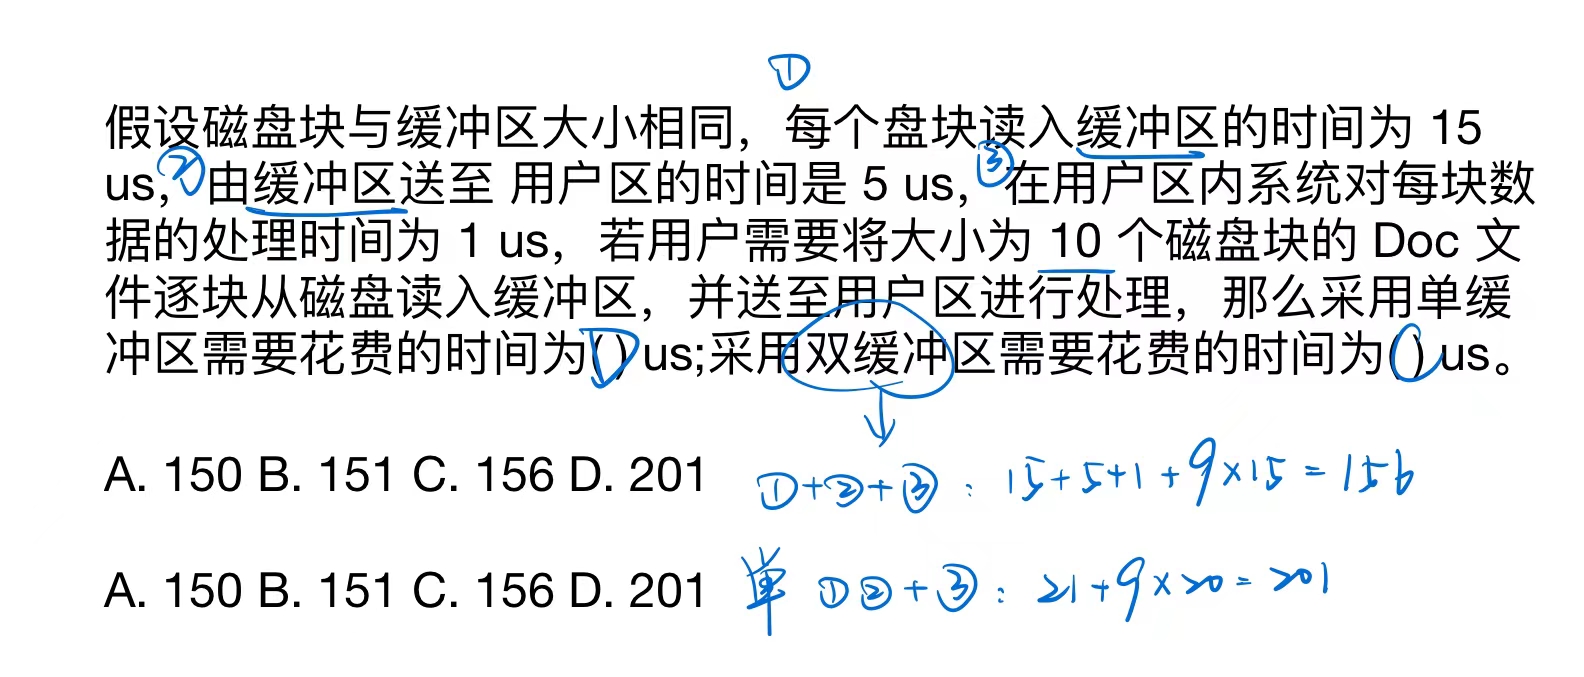 ①
假设磁盘块与缓冲区大小相同，每个盘块读入缓冲区的时间为 15
us，②由缓冲区送至 用户区的时间是 5 us，③在用户区内系统对每块数
据的处理时间为 1 us，若用户需要将大小为 10 个磁盘块的 Doc 文
件逐块从磁盘读入缓冲区，并送至用户区进行处理，那么采用单缓
冲区需要花费的时间为( ) us;采用双缓冲区需要花费的时间为( ) us。
A. 150 B. 151 C. 156 D. 201 ①+②+③：15+5+1+9×15=156
A. 150 B. 151 C. 156 D. 201 单 ①②+③：21+9×20=201